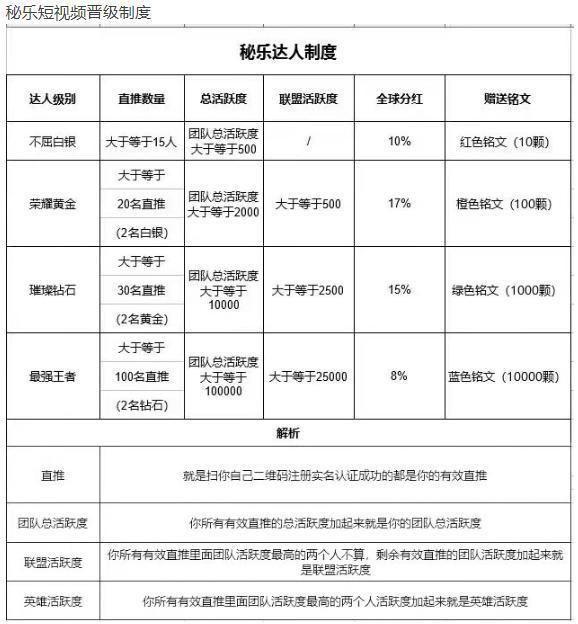 秘乐短视频晋级制度
秘乐达人制度
达人级别 直推数量 总活跃度 联盟活跃度 全球分红 赠送铭文
不屈白银 大于等于15人 团队总活跃度 / 10% 红色铭文（10颗）
大于等于500
大于等于
荣耀黄金 20名直推 团队总活跃度 大于等于500 17% 橙色铭文（100颗）
大于等于2000
(2名白银)
大于等于
璀璨钻石 30名直推 团队总活跃度 大于等于2500 15% 绿色铭文（1000颗）
大于等于
10000
(2名黄金)
大于等于
最强王者 100名直推 团队总活跃度 大于等于25000 8% 蓝色铭文（10000颗）
大于等于
100000
(2名钻石)
解析
直推 就是扫你自己二维码注册实名认证成功的都是你的有效直推
团队总活跃度 你所有有效直推的总活跃度加起来就是你的团队总活跃度
联盟活跃度 你所有有效直推里面团队活跃度最高的两个人不算，剩余有效直推的团队活跃度加起来就
是联盟活跃度
英雄活跃度 你所有有效直推里面团队活跃度最高的两个人活跃度加起来就是英雄活跃度